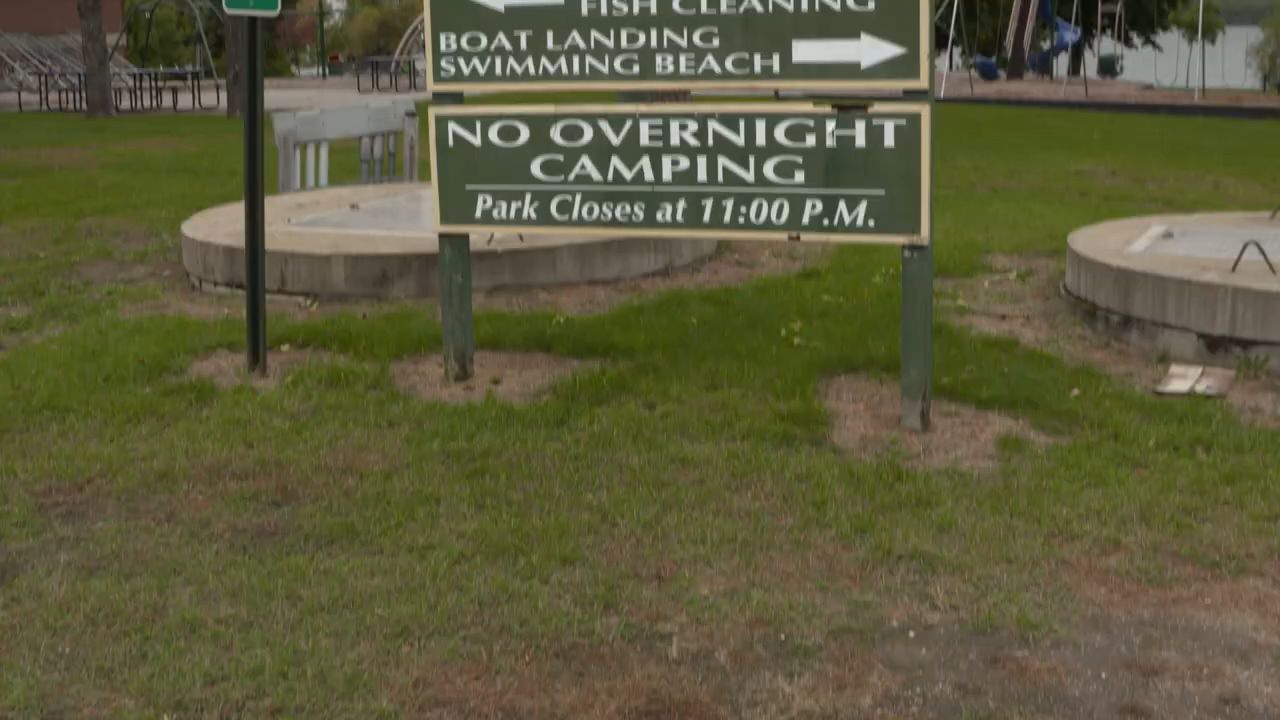 FISH CLEANING
BOAT LANDING
SWIMMING BEACH
NO OVERNIGHT
CAMPING
Park Closes at 11:00 P.M.